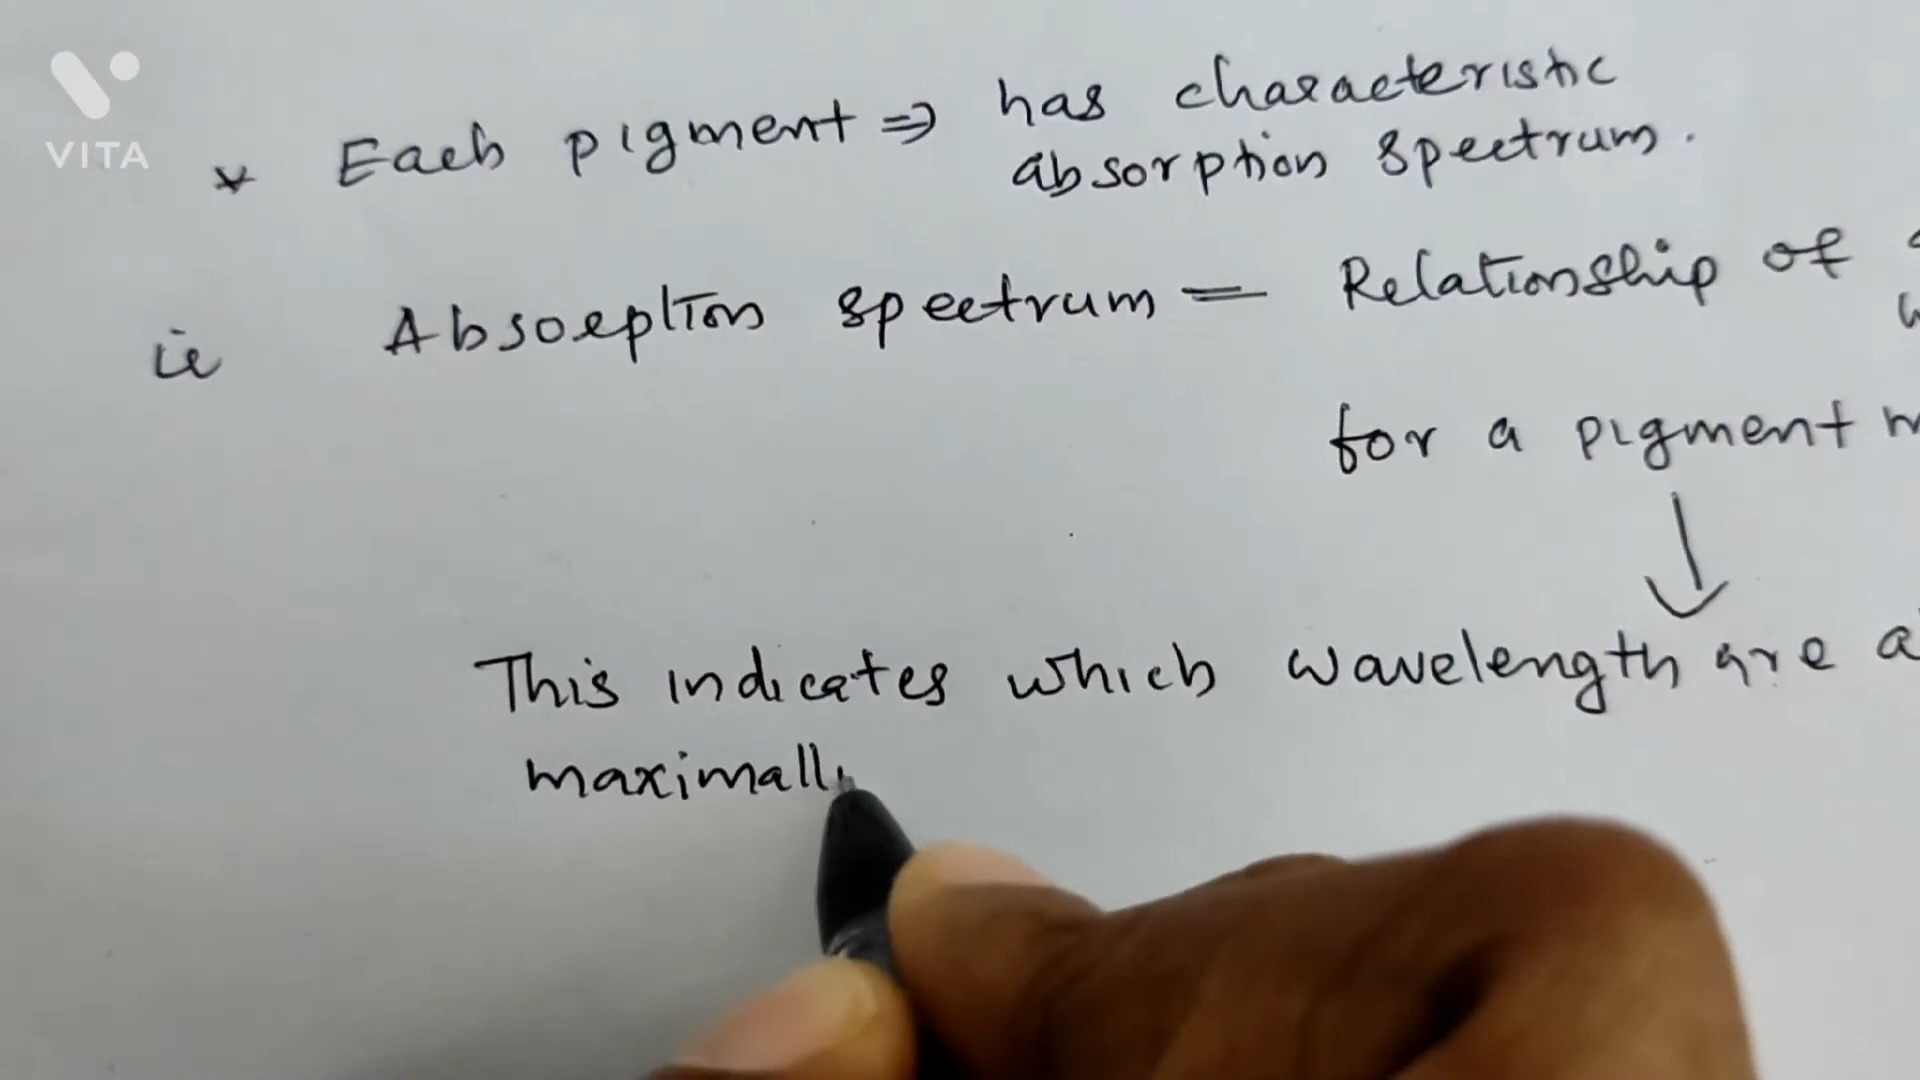 VITA
* Each pigment ⇒ has characteristic
absorption spectrum.
ie Absorption spectrum = Relationship of
for a pigment
This indicates which wavelength are
maximall